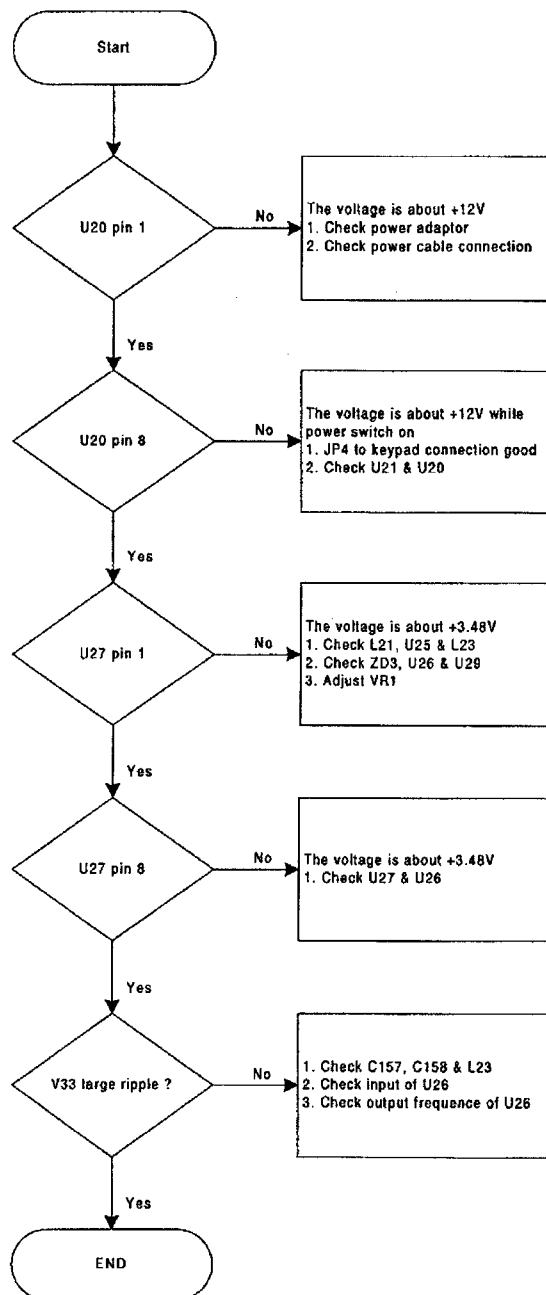 Start
U20 pin 1
No
The voltage is about +12V
1. Check power adaptor
2. Check power cable connection
Yes
U20 pin 8
No
The voltage is about +12V while
power switch on
1. JP4 to keypad connection good
2. Check U21 & U20
Yes
U27 pin 1
No
The voltage is about +3.48V
1. Check L21, U25 & L23
2. Check ZD3, U26 & U29
3. Adjust VR1
Yes
U27 pin 8
No
The voltage is about +3.48V
1. Check U27 & U26
Yes
V33 large ripple ?
No
1. Check C157, C158 & L23
2. Check input of U26
3. Check output frequence of U26
Yes
END